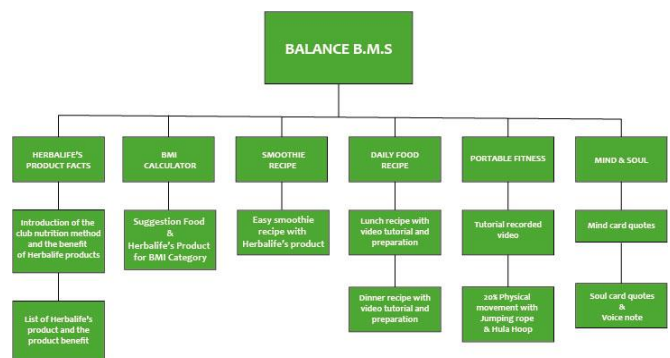 BALANCE B.M.S
HERBALIFE'S
PRODUCT FACTS
BMI
CALCULATOR
SMOOTHIE
RECIPE
DAILY FOOD
RECIPE
PORTABLE FITNESS
MIND & SOUL
Introduction of the
club nutrition method
and the benefit
of Herbalife products
Suggestion Food
&
Herbalife's Product
for BMI Category
Easy smoothie
recipe with
Herbalife's product
Lunch recipe with
video tutorial and
preparation
Tutorial recorded
video
Mind card quotes
List of Herbalife's
product and the
product benefit
Dinner recipe with
video tutorial and
preparation
20% Physical
movement with
Jumping rope
& Hula Hoop
Soul card quotes
&
Voice note